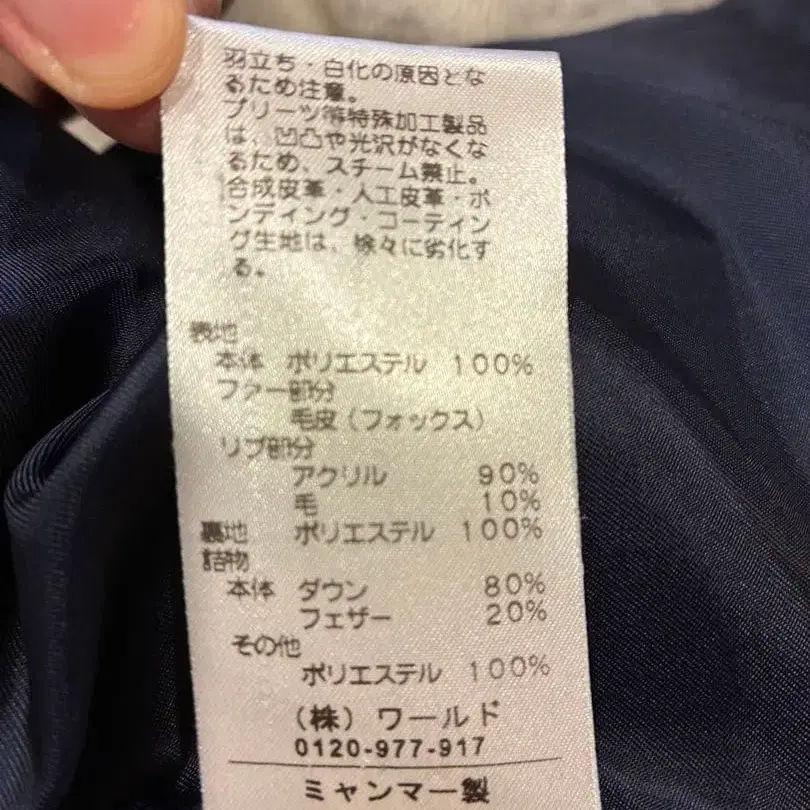 羽立ち・白化の原因とな
るため注意。
プリーツ等特殊加工製品
は、凹凸や光沢がなくな
るため、スチーム禁止。
合成皮革・人工皮革・ボ
ンディング・コーティン
グ生地は、徐々に劣化す
る。
表地
本体 ポリエステル 100%
ファー部分
毛皮（フォックス）
リブ部分
アクリル 90%
毛 10%
裏地 ポリエステル 100%
詰物
本体 ダウン 80%
フェザー 20%
その他
ポリエステル 100%
（株）ワールド
0120-977-917
ミャンマー製